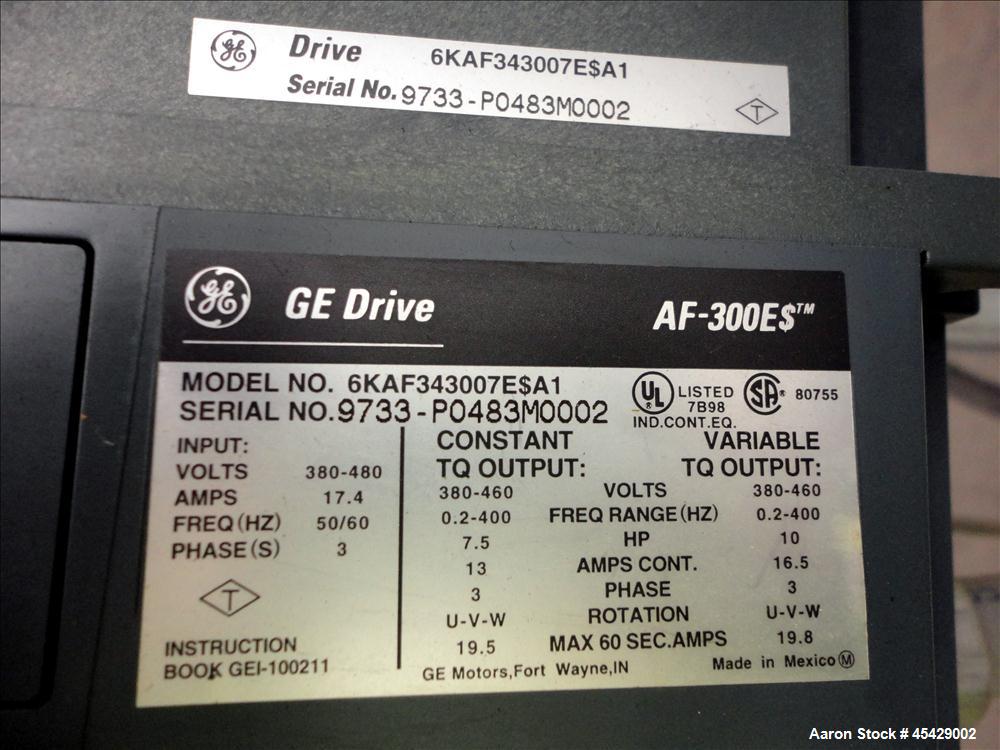 GE Drive 6KAF343007E$A1
Serial No. 9733-P0483M0002
T
GE GE Drive AF-300E$™
MODEL NO. 6KAF343007E$A1
SERIAL NO. 9733-P0483M0002
UL LISTED
7B98
IND.CONT.EQ.
SA ® 80755
INPUT:
VOLTS 380-480
AMPS 17.4
FREQ(HZ) 50/60
PHASE(S) 3
T
INSTRUCTION
BOOK GEI-100211
CONSTANT VARIABLE
TQ OUTPUT: TQ OUTPUT:
380-460 VOLTS 380-460
0.2-400 FREQ RANGE(HZ) 0.2-400
7.5 HP 10
13 AMPS CONT. 16.5
3 PHASE 3
U-V-W ROTATION U-V-W
19.5 MAX 60 SEC.AMPS 19.8
GE Motors,Fort Wayne,IN Made in Mexico Ⓜ
Aaron Stock # 45429002